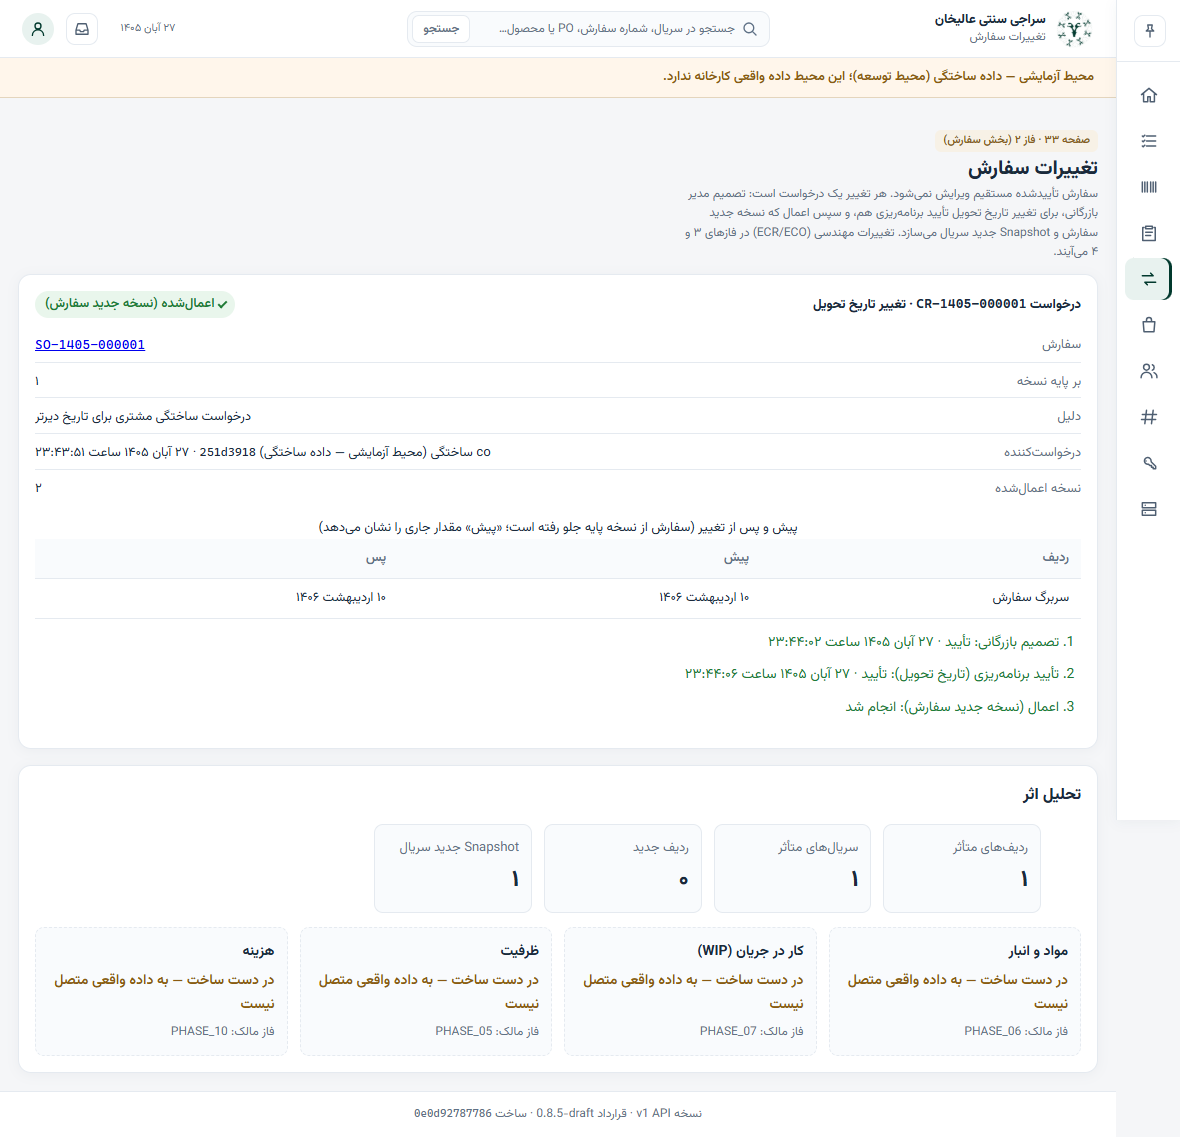 سراجی سنتی عالیخان
تغییرات سفارش
جستجو در سریال، شماره سفارش، PO یا محصول...
جستجو
۲۷ آبان ۱۴۰۵
محیط آزمایشی — داده ساختگی (محیط توسعه)؛ این محیط داده واقعی کارخانه ندارد.
صفحه ۳۳ · فاز ۲ (بخش سفارش)
تغییرات سفارش
سفارش تأییدشده مستقیم ویرایش نمی‌شود. هر تغییر یک درخواست است: تصمیم مدیر
بازرگانی، برای تغییر تاریخ تحویل تأیید برنامه‌ریزی هم، و سپس اعمال که نسخه جدید
سفارش و Snapshot جدید سریال می‌سازد. تغییرات مهندسی (ECR/ECO) در فازهای ۳ و
۴ می‌آیند.
درخواست CR-1405-000001 · تغییر تاریخ تحویل
✔ اعمال‌شده (نسخه جدید سفارش)
سفارش
SO-1405-000001
بر پایه نسخه
۱
دلیل
درخواست ساختگی مشتری برای تاریخ دیرتر
درخواست‌کننده
co ساختگی (محیط آزمایشی — داده ساختگی) 251d3918 · ۲۷ آبان ۱۴۰۵ ساعت ۲۳:۴۳:۵۱
نسخه اعمال‌شده
۲
پیش و پس از تغییر (سفارش از نسخه پایه جلو رفته است؛ «پیش» مقدار جاری را نشان می‌دهد)
ردیف پیش پس
سربرگ سفارش ۱۰ اردیبهشت ۱۴۰۶ ۱۰ اردیبهشت ۱۴۰۶
1. تصمیم بازرگانی: تأیید · ۲۷ آبان ۱۴۰۵ ساعت ۲۳:۴۴:۰۲
2. تأیید برنامه‌ریزی (تاریخ تحویل): تأیید · ۲۷ آبان ۱۴۰۵ ساعت ۲۳:۴۴:۰۶
3. اعمال (نسخه جدید سفارش): انجام شد
تحلیل اثر
ردیف‌های متأثر
۱
سریال‌های متأثر
۱
ردیف جدید
۰
Snapshot جدید سریال
۱
مواد و انبار
در دست ساخت — به داده واقعی متصل
نیست
فاز مالک: PHASE_06
کار در جریان (WIP)
در دست ساخت — به داده واقعی متصل
نیست
فاز مالک: PHASE_07
ظرفیت
در دست ساخت — به داده واقعی متصل
نیست
فاز مالک: PHASE_05
هزینه
در دست ساخت — به داده واقعی متصل
نیست
فاز مالک: PHASE_10
نسخه v1 API · قرارداد 0.8.5-draft · ساخت 0e0d92787786